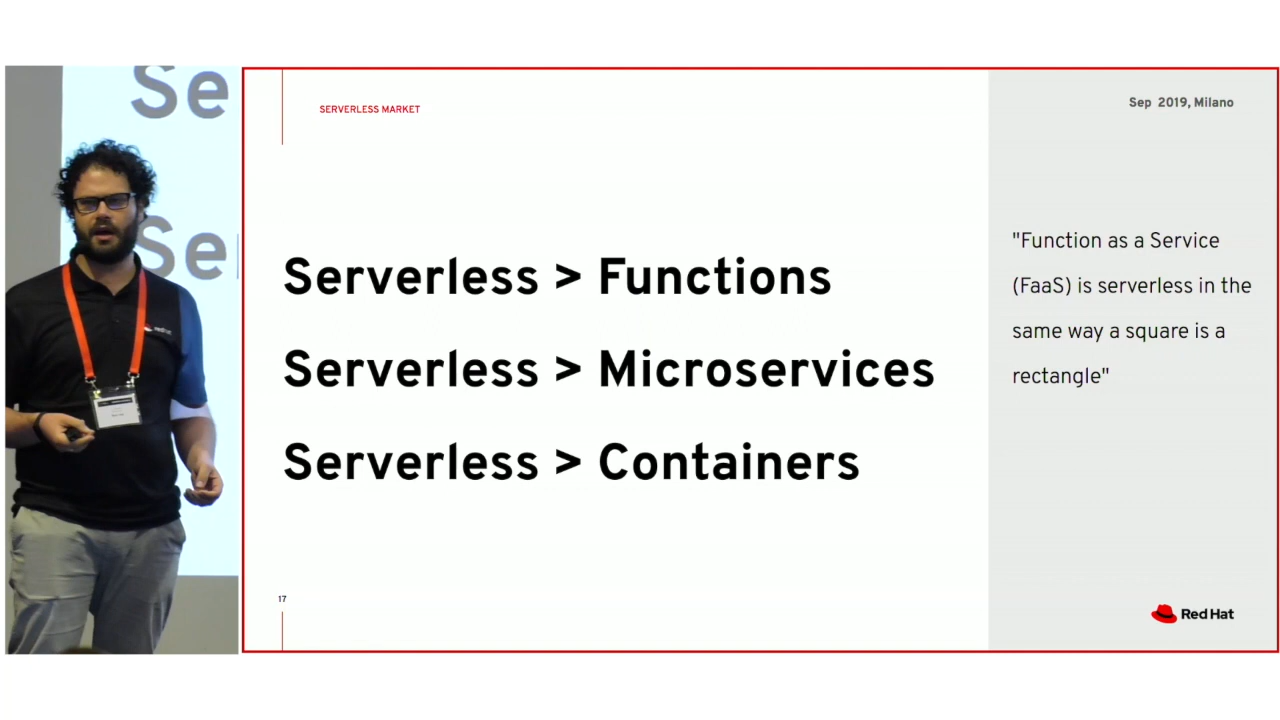 Se
Se
redhat
SERVERLESS MARKET
Sep 2019, Milano
Serverless > Functions
Serverless > Microservices
Serverless > Containers
"Function as a Service
(FaaS) is serverless in the
same way a square is a
rectangle"
17
Red Hat